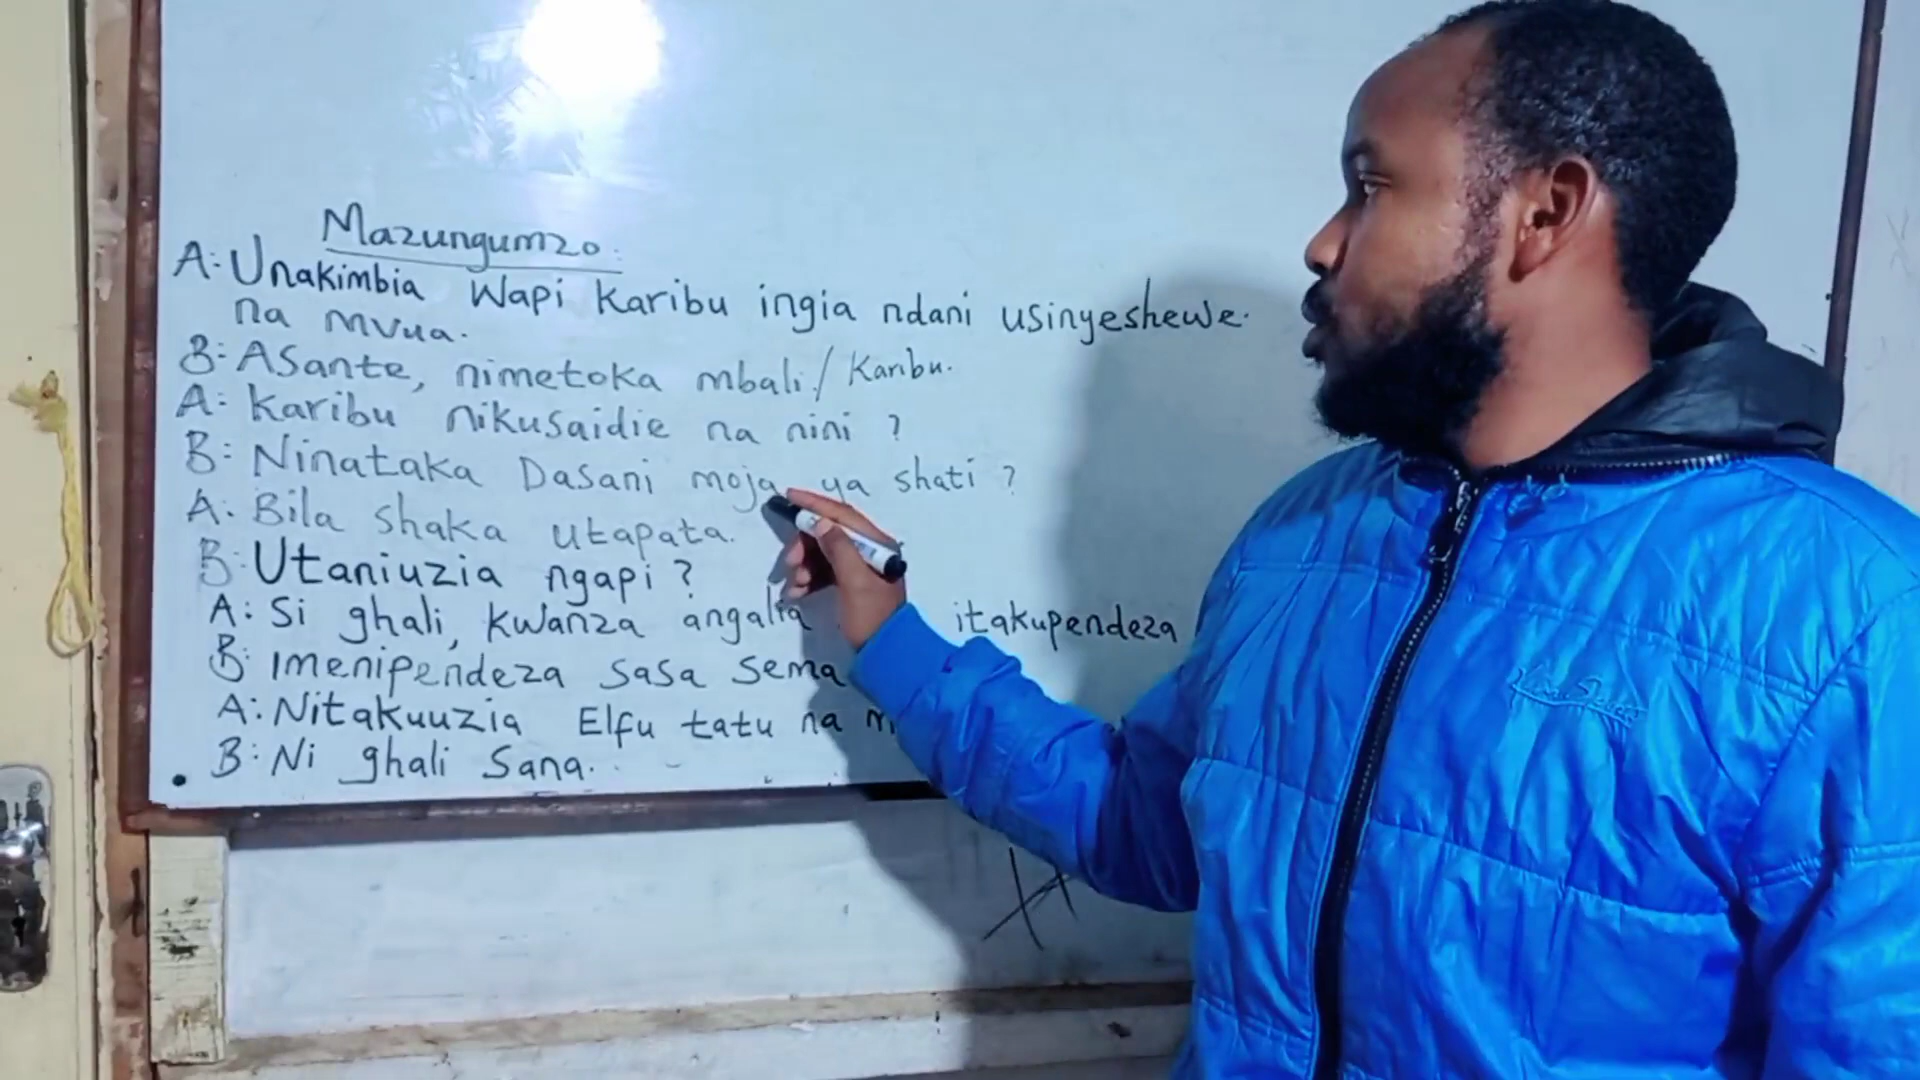 Mazungumzo.
A: Unakimbia Wapi Karibu ingia ndani usinyeshewe.
na mvua.
B: Asante, nimetoka mbali / Karibu.
A: Karibu nikusaidie na nini ?
B: Ninataka Dasani moja ya shati ?
A: Bila shaka utapata.
B: Utaniuzia ngapi ?
A: Si ghali, kwanza angalia itakupendeza
B: Imenipendeza Sasa Sema
A: Nitakuuzia Elfu tatu na
B: Ni ghali Sana.